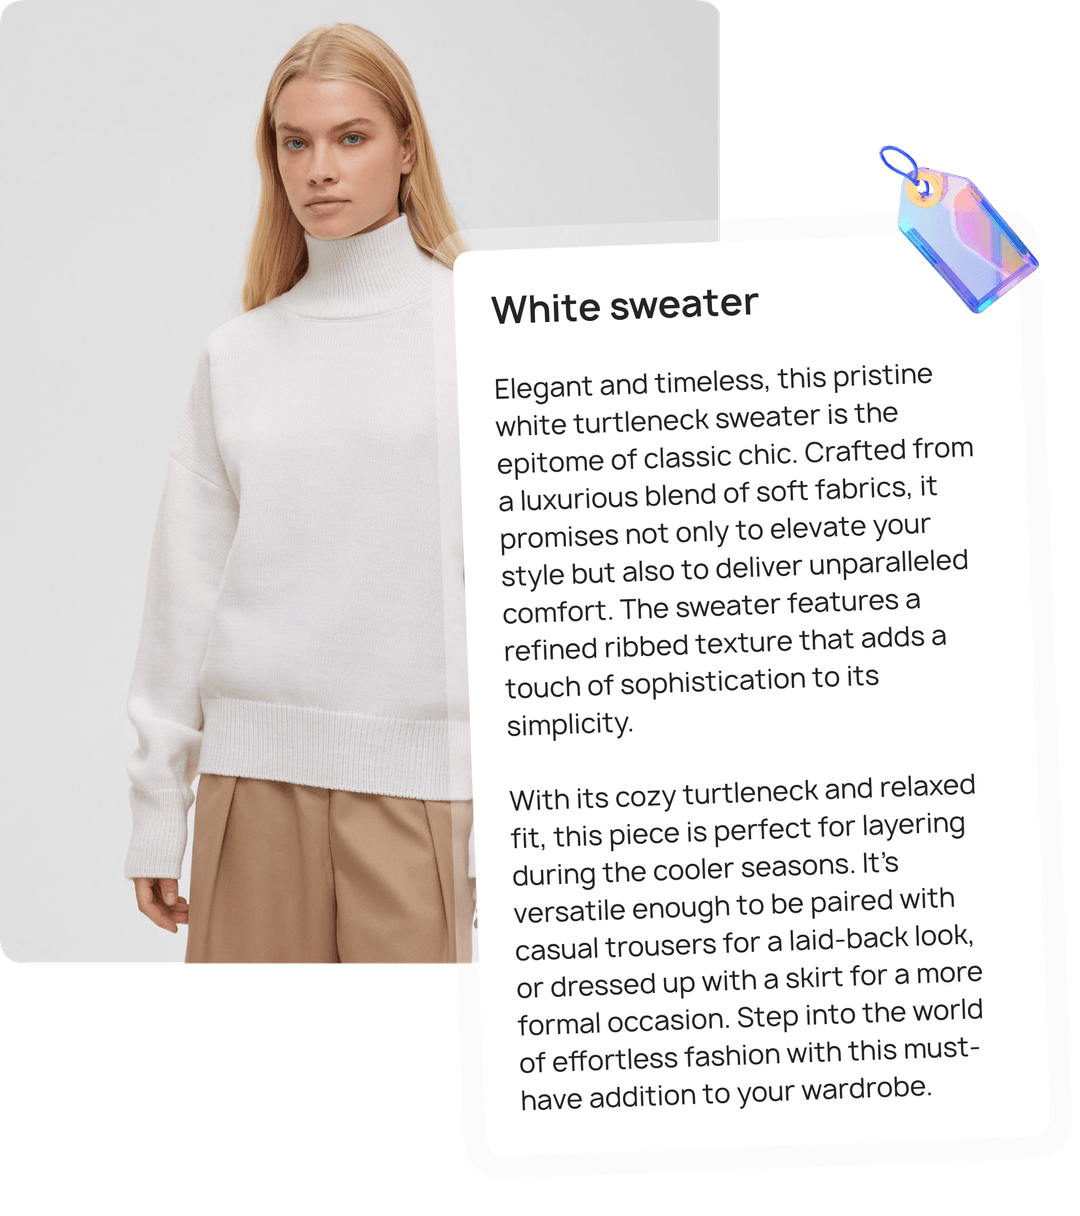 White sweater
Elegant and timeless, this pristine
white turtleneck sweater is the
epitome of classic chic. Crafted from
a luxurious blend of soft fabrics, it
promises not only to elevate your
style but also to deliver unparalleled
comfort. The sweater features a
refined ribbed texture that adds a
touch of sophistication to its
simplicity.
With its cozy turtleneck and relaxed
fit, this piece is perfect for layering
during the cooler seasons. It’s
versatile enough to be paired with
casual trousers for a laid-back look,
or dressed up with a skirt for a more
formal occasion. Step into the world
of effortless fashion with this must-
have addition to your wardrobe.